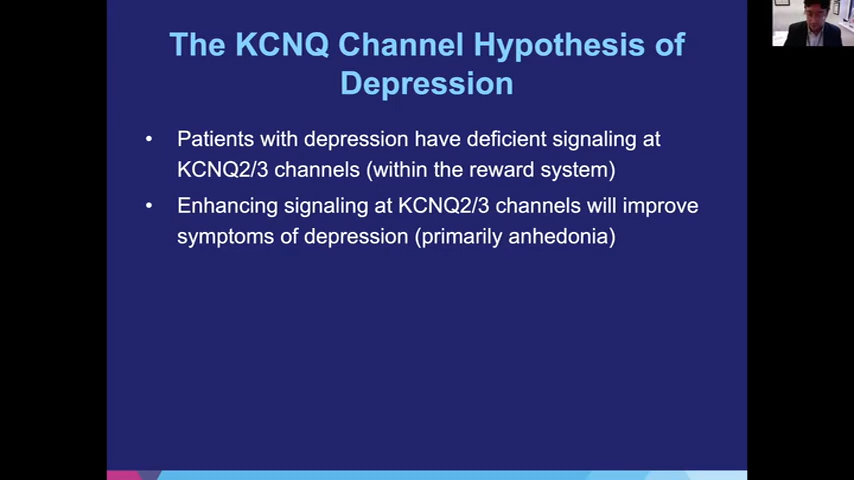 The KCNQ Channel Hypothesis of
Depression
• Patients with depression have deficient signaling at
KCNQ2/3 channels (within the reward system)
• Enhancing signaling at KCNQ2/3 channels will improve
symptoms of depression (primarily anhedonia)